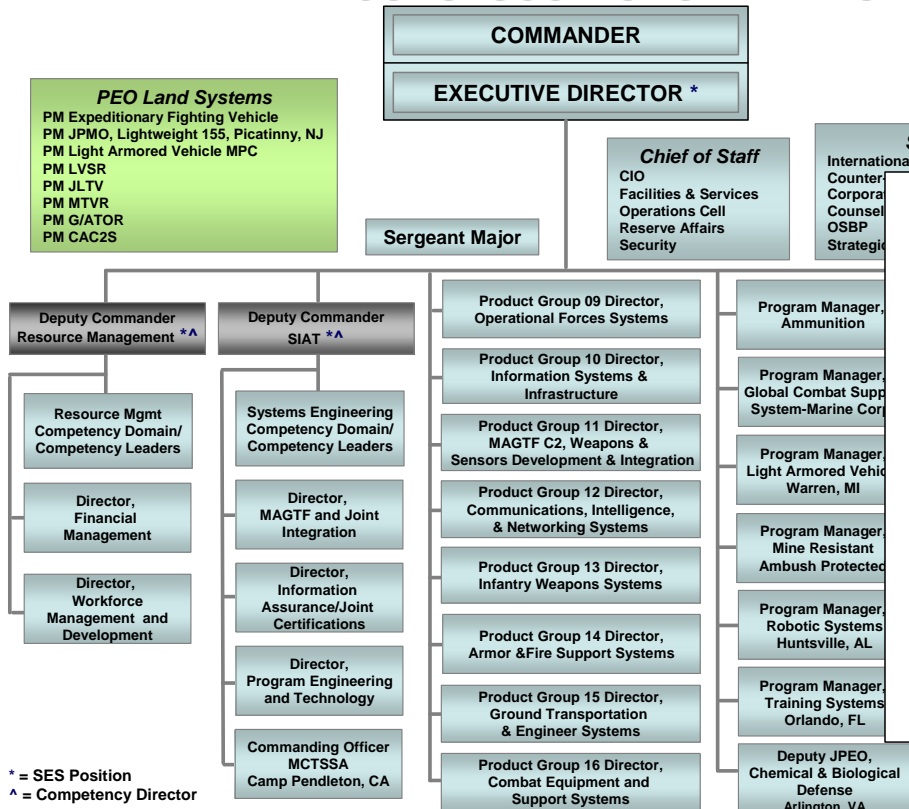 COMMANDER
EXECUTIVE DIRECTOR *
PEO Land Systems
PM Expeditionary Fighting Vehicle
PM JPMO, Lightweight 155, Picatinny, NJ
PM Light Armored Vehicle MPC
PM LVSR
PM JLTV
PM MTVR
PM G/ATOR
PM CAC2S
Chief of Staff
CIO
Facilities & Services
Operations Cell
Reserve Affairs
Security
OSBP
Sergeant Major
Deputy Commander
Resource Management *^
Resource Mgmt
Competency Domain/
Competency Leaders
Director,
Financial
Management
Director,
Workforce
Management and
Development
Deputy Commander
SIAT *^
Systems Engineering
Competency Domain/
Competency Leaders
Director,
MAGTF and Joint
Integration
Director,
Information
Assurance/Joint
Certifications
Director,
Program Engineering
and Technology
Commanding Officer
MCTSSA
Camp Pendleton, CA
Product Group 09 Director,
Operational Forces Systems
Product Group 10 Director,
Information Systems &
Infrastructure
Product Group 11 Director,
MAGTF C2, Weapons &
Sensors Development & Integration
Product Group 12 Director,
Communications, Intelligence,
& Networking Systems
Product Group 13 Director,
Infantry Weapons Systems
Product Group 14 Director,
Armor &Fire Support Systems
Product Group 15 Director,
Ground Transportation
& Engineer Systems
Product Group 16 Director,
Combat Equipment and
Support Systems
Program Manager,
Ammunition
Program Manager,
Global Combat
System-Marine
Program Manager,
Light Armored
Warren, MI
Program Manager,
Mine Resistant
Ambush Protected
Program Manager,
Robotic Systems
Huntsville, AL
Program Manager,
Training Systems
Orlando, FL
Deputy JPEO,
Chemical & Biological
Defense
Arlington, VA
* = SES Position
^ = Competency Director